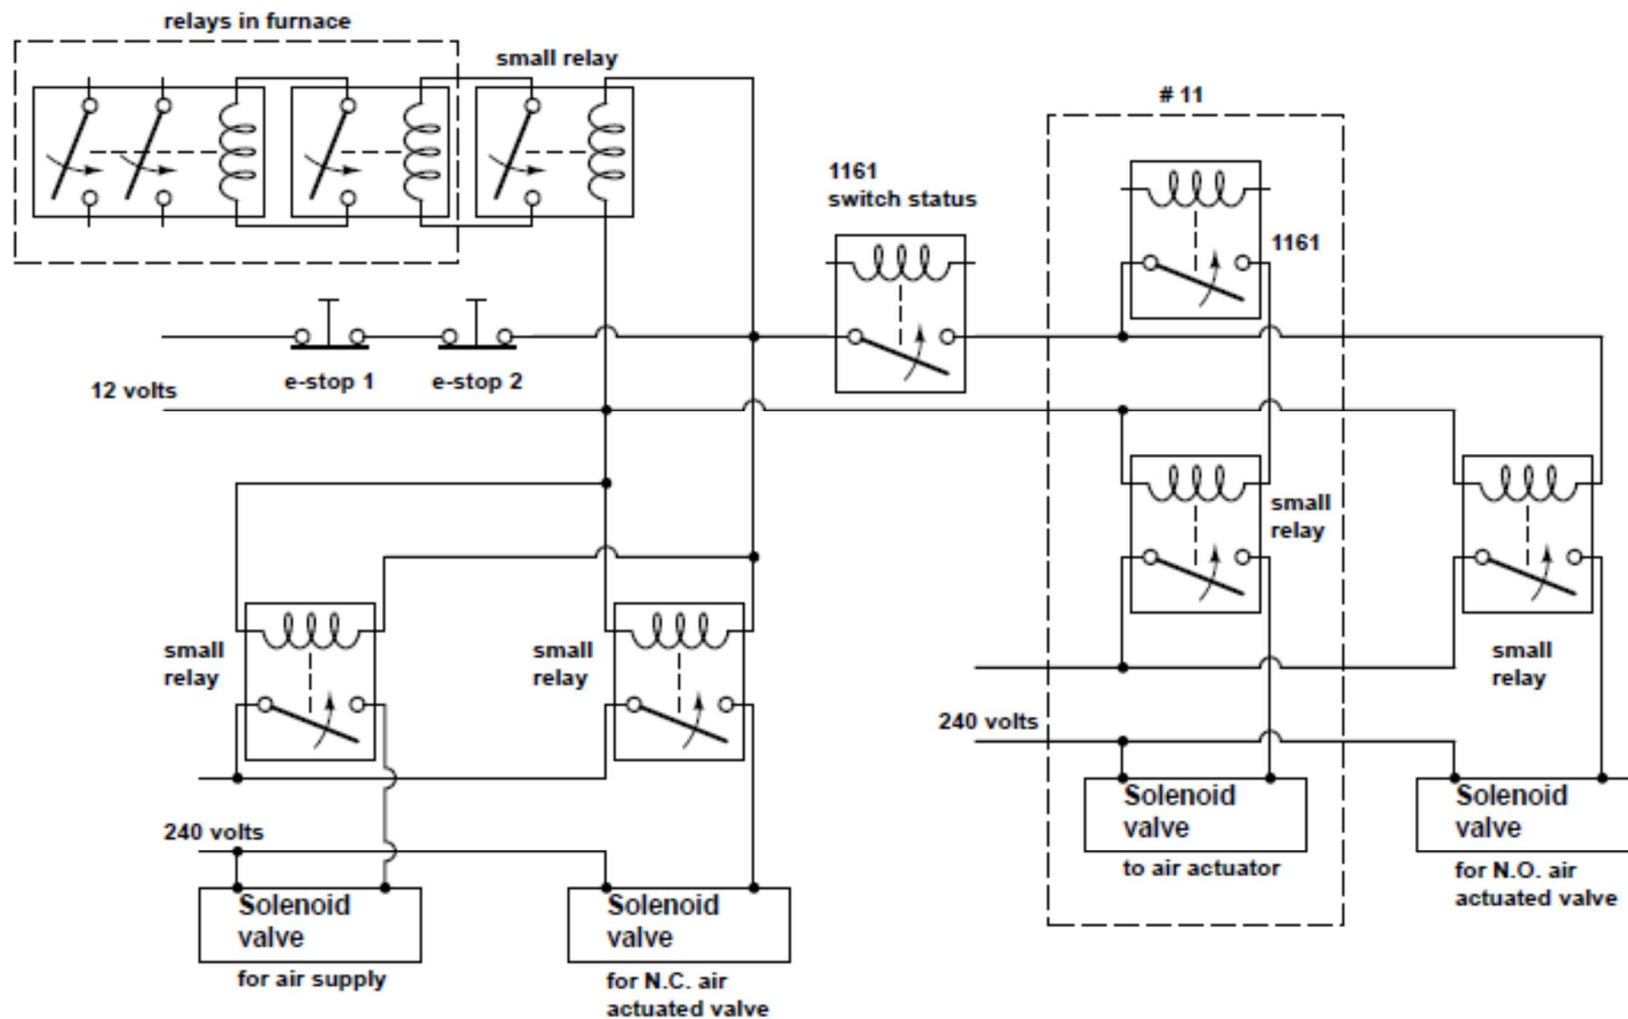 relays in furnace
small relay
# 11
1161
switch status
1161
e-stop 1
e-stop 2
12 volts
small
relay
small
relay
small
relay
small
relay
240 volts
240 volts
Solenoid
valve
to air actuator
Solenoid
valve
for N.O. air
actuated valve
Solenoid
valve
for air supply
Solenoid
valve
for N.C. air
actuated valve